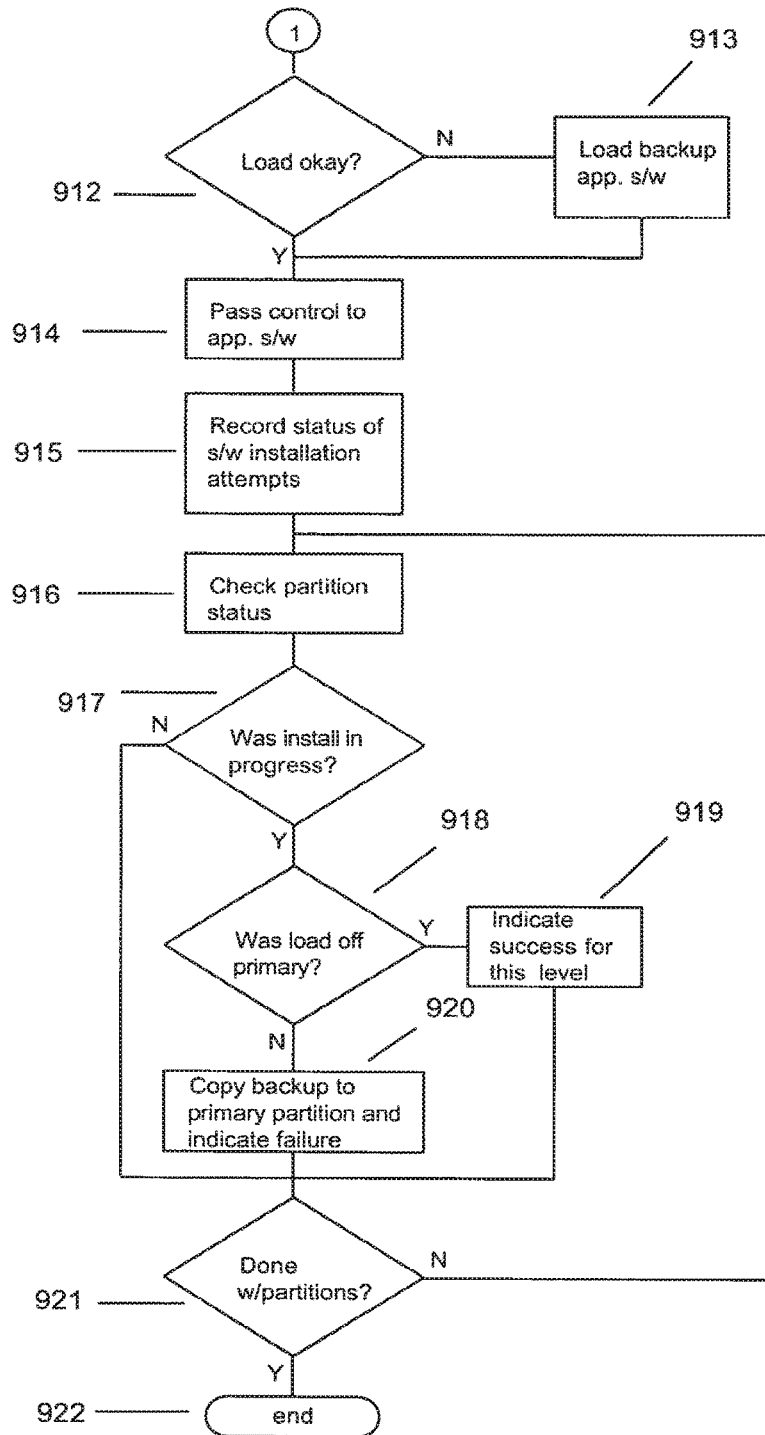 1
913
Load okay?
N
Load backup
app. s/w
912
Y
Pass control to
app. s/w
914
Record status of
s/w installation
attempts
915
Check partition
status
916
917
N
Was install in
progress?
Y
918
919
Was load off
primary?
Y
Indicate
success for
this level
920
N
Copy backup to
primary partition and
indicate failure
Done
w/partitions?
N
921
Y
922
end